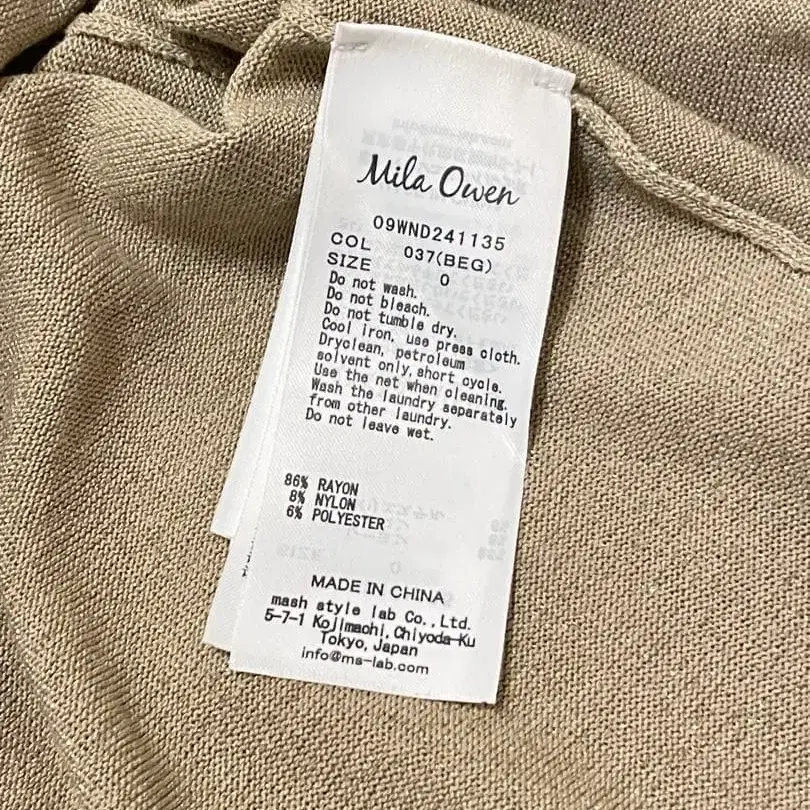 Mila Owen
09WND241135
COL 037(BEG)
SIZE 0
Do not wash.
Do not bleach.
Do not tumble dry.
Cool iron, use press cloth.
Dryclean, petroleum
solvent only, short cycle.
Use the net when cleaning.
Wash the laundry separately
from other laundry.
Do not leave wet.
86% RAYON
8% NYLON
6% POLYESTER
MADE IN CHINA
mash style lab Co., Ltd.
5-7-1 Kojimachi, Chiyoda-Ku
Tokyo, Japan
info@ms-lab.com